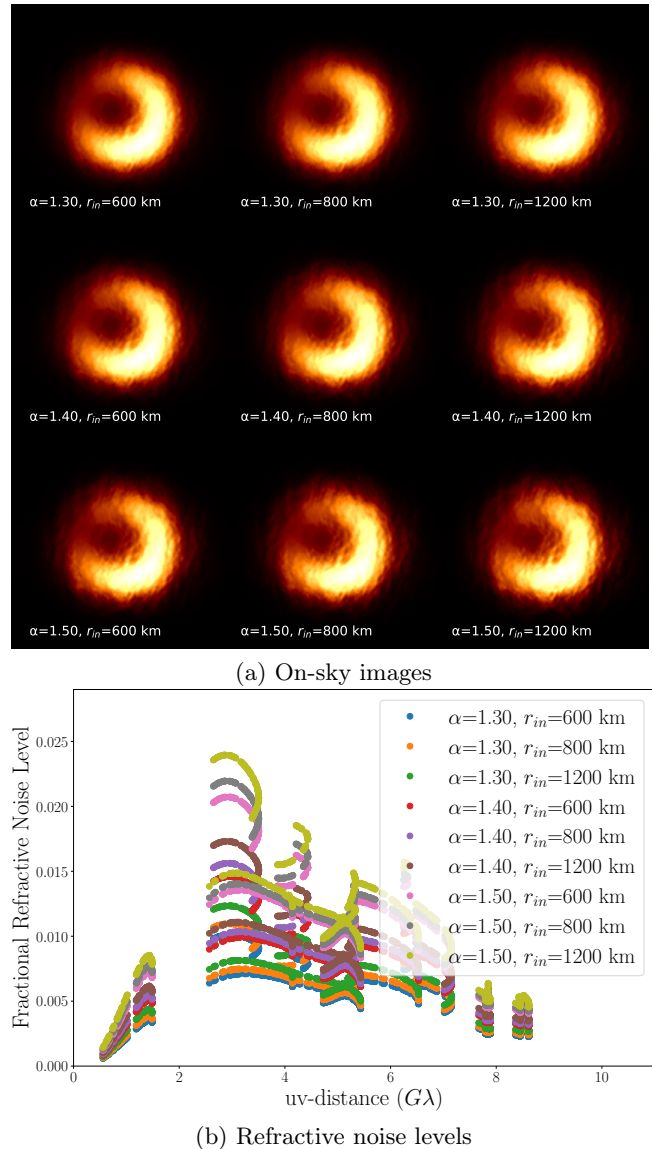 α=1.30, r_in=600 km α=1.30, r_in=800 km α=1.30, r_in=1200 km
α=1.40, r_in=600 km α=1.40, r_in=800 km α=1.40, r_in=1200 km
α=1.50, r_in=600 km α=1.50, r_in=800 km α=1.50, r_in=1200 km
(a) On-sky images
Fractional Refractive Noise Level
0.025
0.020
0.015
0.010
0.005
0.000
α=1.30, r_in=600 km
α=1.30, r_in=800 km
α=1.30, r_in=1200 km
α=1.40, r_in=600 km
α=1.40, r_in=800 km
α=1.40, r_in=1200 km
α=1.50, r_in=600 km
α=1.50, r_in=800 km
α=1.50, r_in=1200 km
0 2 4 6 8 10
uv-distance (Gλ)
(b) Refractive noise levels